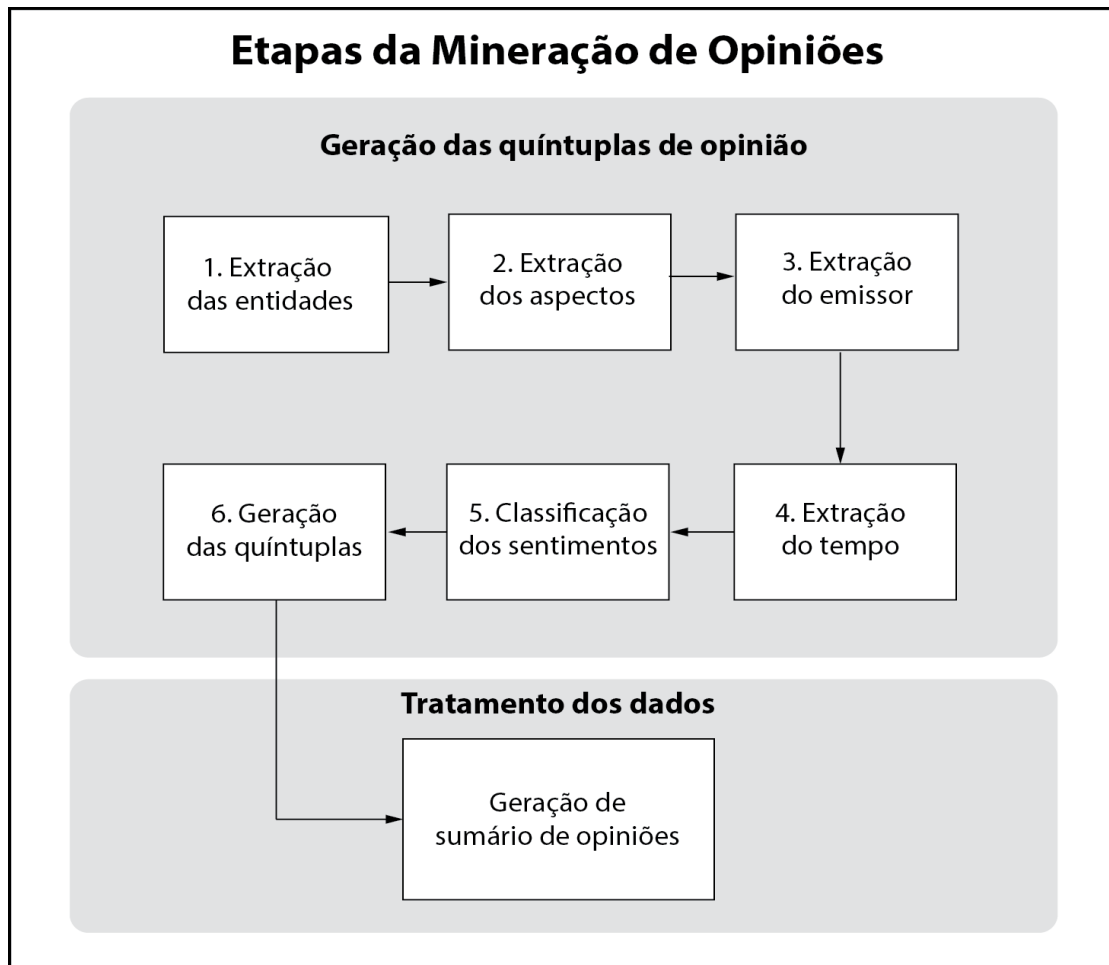 Etapas da Mineração de Opiniões
Geração das quíntuplas de opinião
1. Extração
das entidades
2. Extração
dos aspectos
3. Extração
do emissor
4. Extração
do tempo
5. Classificação
dos sentimentos
6. Geração
das quíntuplas
Tratamento dos dados
Geração de
sumário de opiniões